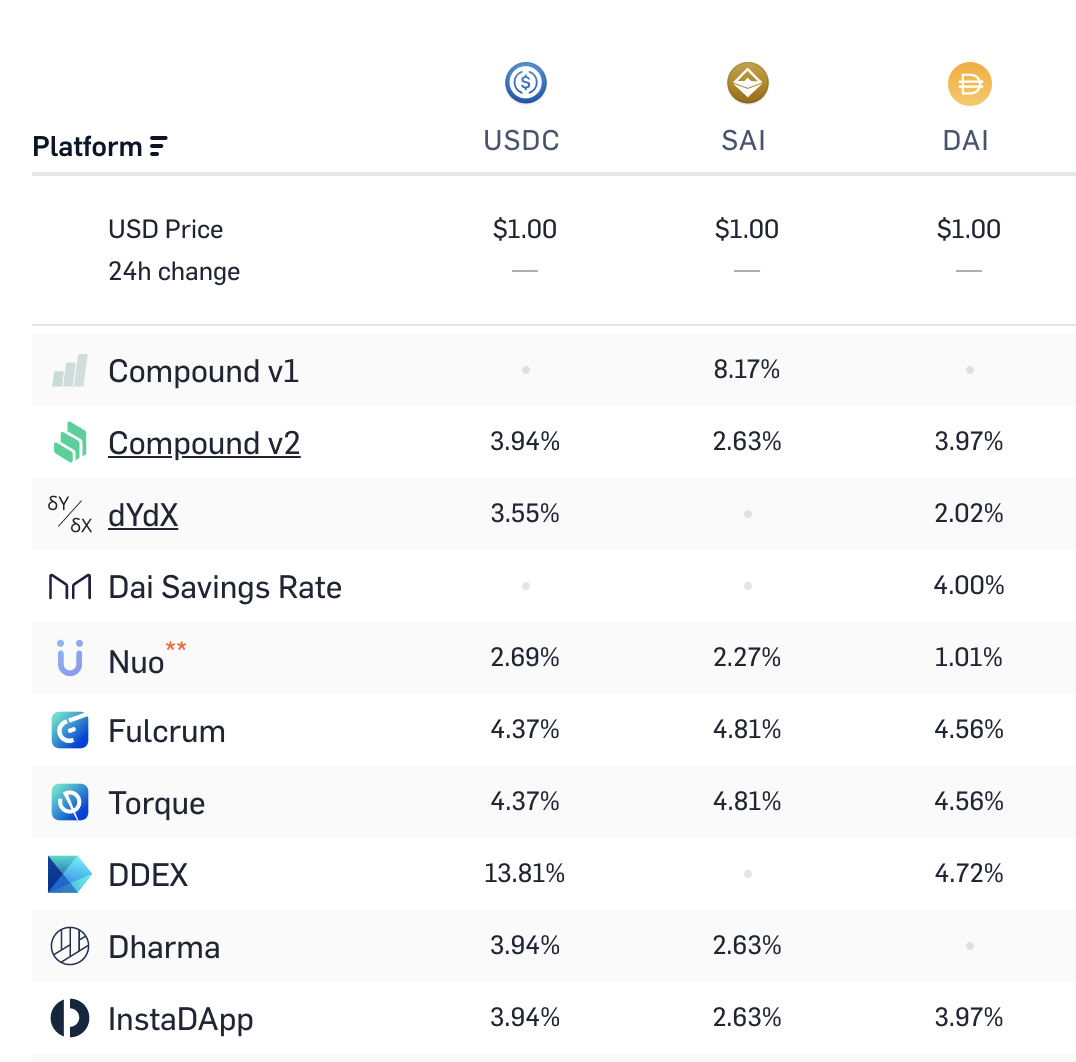 USDC SAI DAI
Platform
USD Price $1.00 $1.00 $1.00
24h change — — —
Compound v1 • 8.17% •
Compound v2 3.94% 2.63% 3.97%
δY/δX dYdX 3.55% • 2.02%
Dai Savings Rate • • 4.00%
Nuo** 2.69% 2.27% 1.01%
Fulcrum 4.37% 4.81% 4.56%
Torque 4.37% 4.81% 4.56%
DDEX 13.81% • 4.72%
Dharma 3.94% 2.63% •
InstaDApp 3.94% 2.63% 3.97%